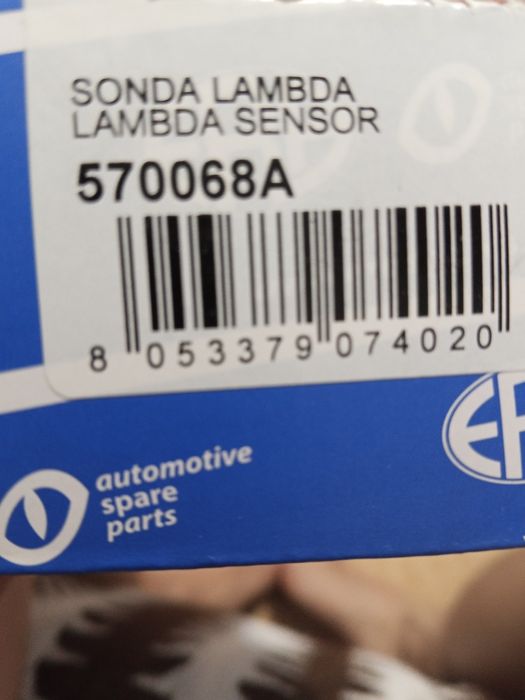 SONDA LAMBDA
LAMBDA SENSOR
570068A
8 053379 074020
automotive
spare
parts